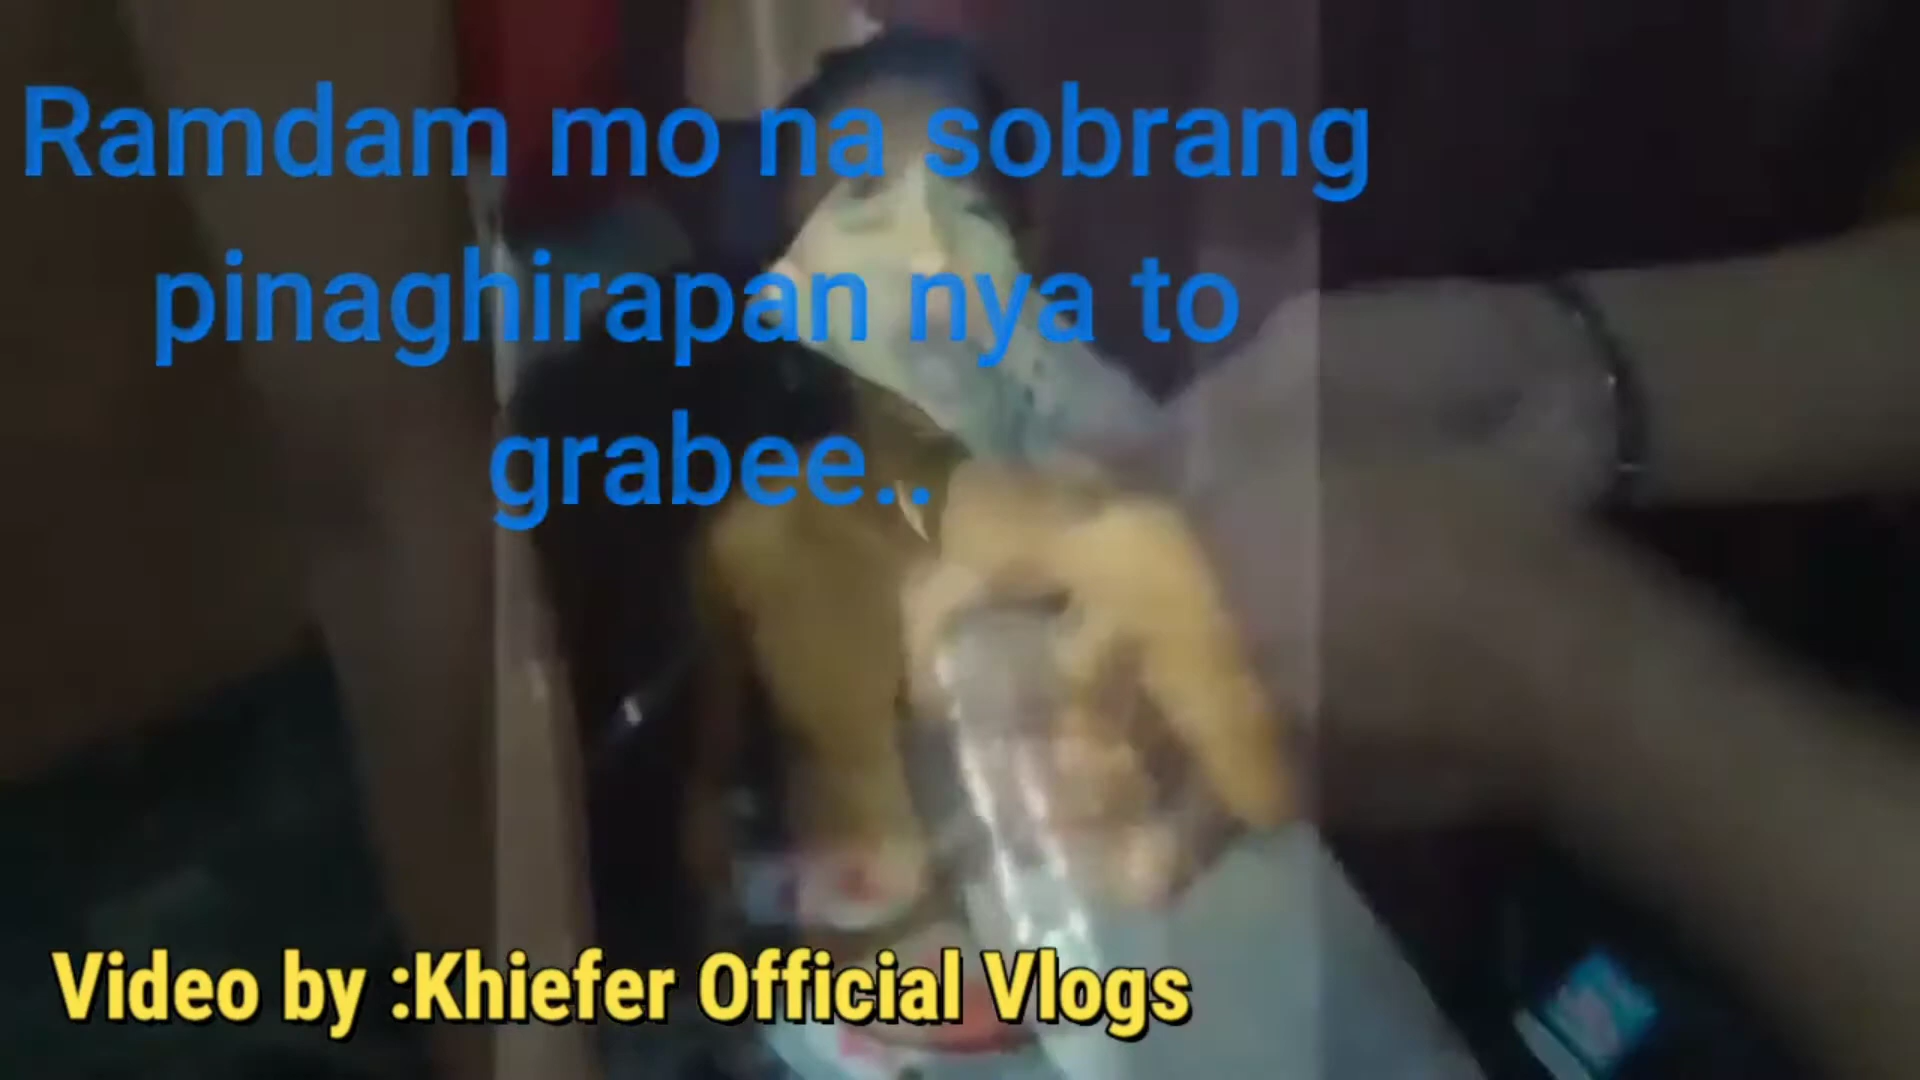 Ramdam mo na sobrang
pinaghirapan nya to
grabee..
Video by :Khiefer Official Vlogs